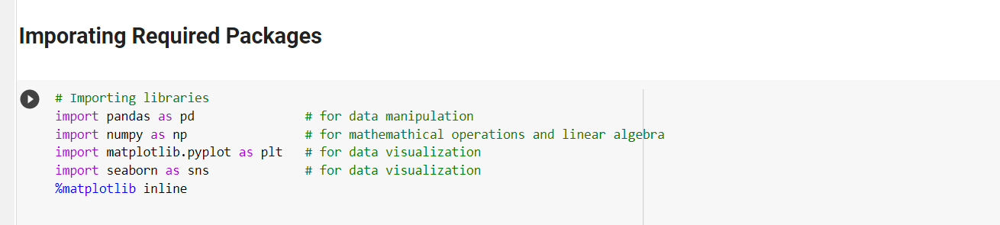 Imporating Required Packages
# Importing libraries
import pandas as pd # for data manipulation
import numpy as np # for mathemathical operations and linear algebra
import matplotlib.pyplot as plt # for data visualization
import seaborn as sns # for data visualization
%matplotlib inline